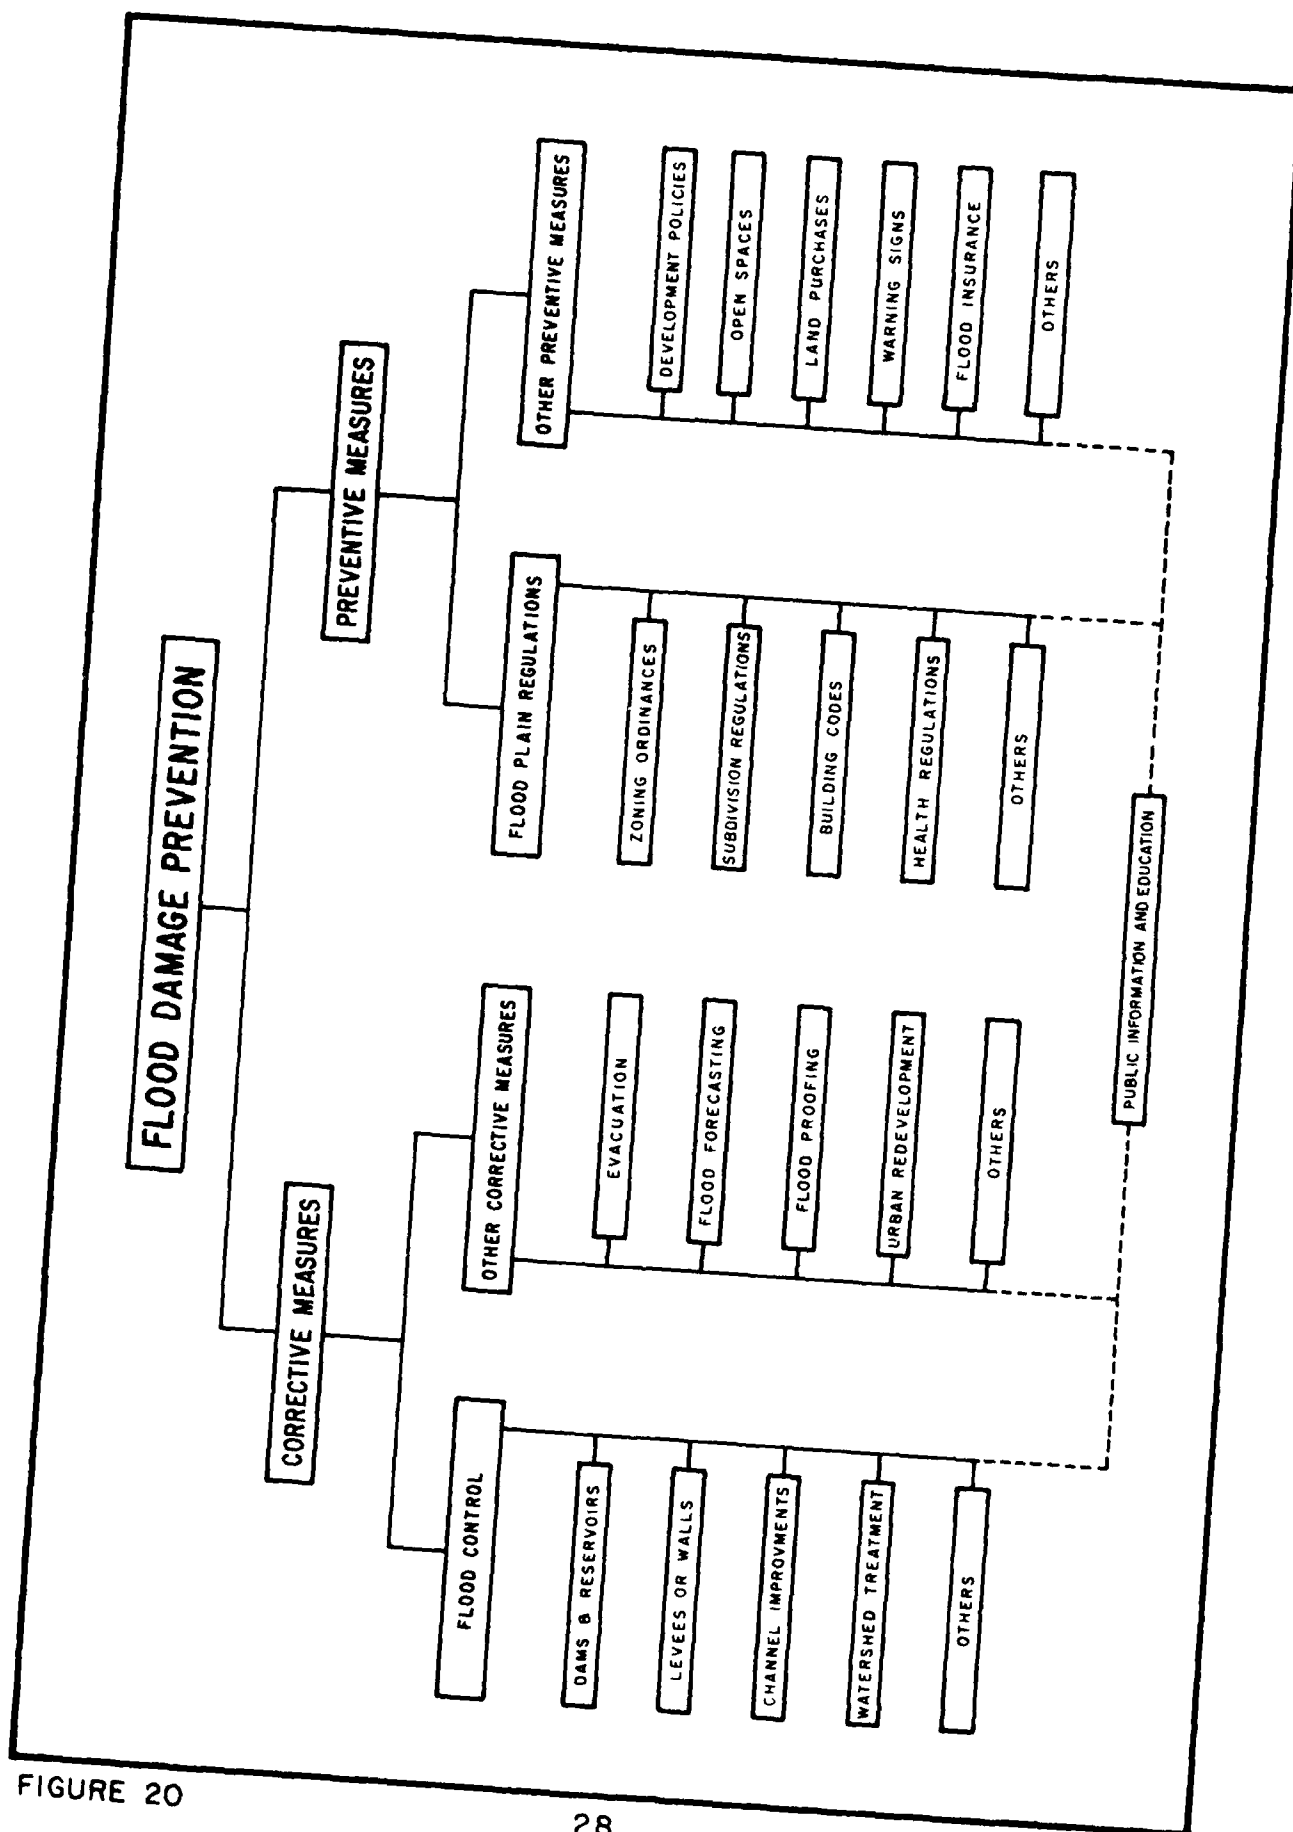 FLOOD DAMAGE PREVENTION
CORRECTIVE MEASURES
PREVENTIVE MEASURES
FLOOD CONTROL
OTHER CORRECTIVE MEASURES
FLOOD PLAIN REGULATIONS
OTHER PREVENTIVE MEASURES
DAMS & RESERVOIRS
LEVEES OR WALLS
CHANNEL IMPROVMENTS
WATERSHED TREATMENT
OTHERS
EVACUATION
FLOOD FORECASTING
FLOOD PROOFING
URBAN REDEVELOPMENT
OTHERS
ZONING ORDINANCES
SUBDIVISION REGULATIONS
BUILDING CODES
HEALTH REGULATIONS
OTHERS
DEVELOPMENT POLICIES
OPEN SPACES
LAND PURCHASES
WARNING SIGNS
FLOOD INSURANCE
OTHERS
PUBLIC INFORMATION AND EDUCATION
FIGURE 20
28